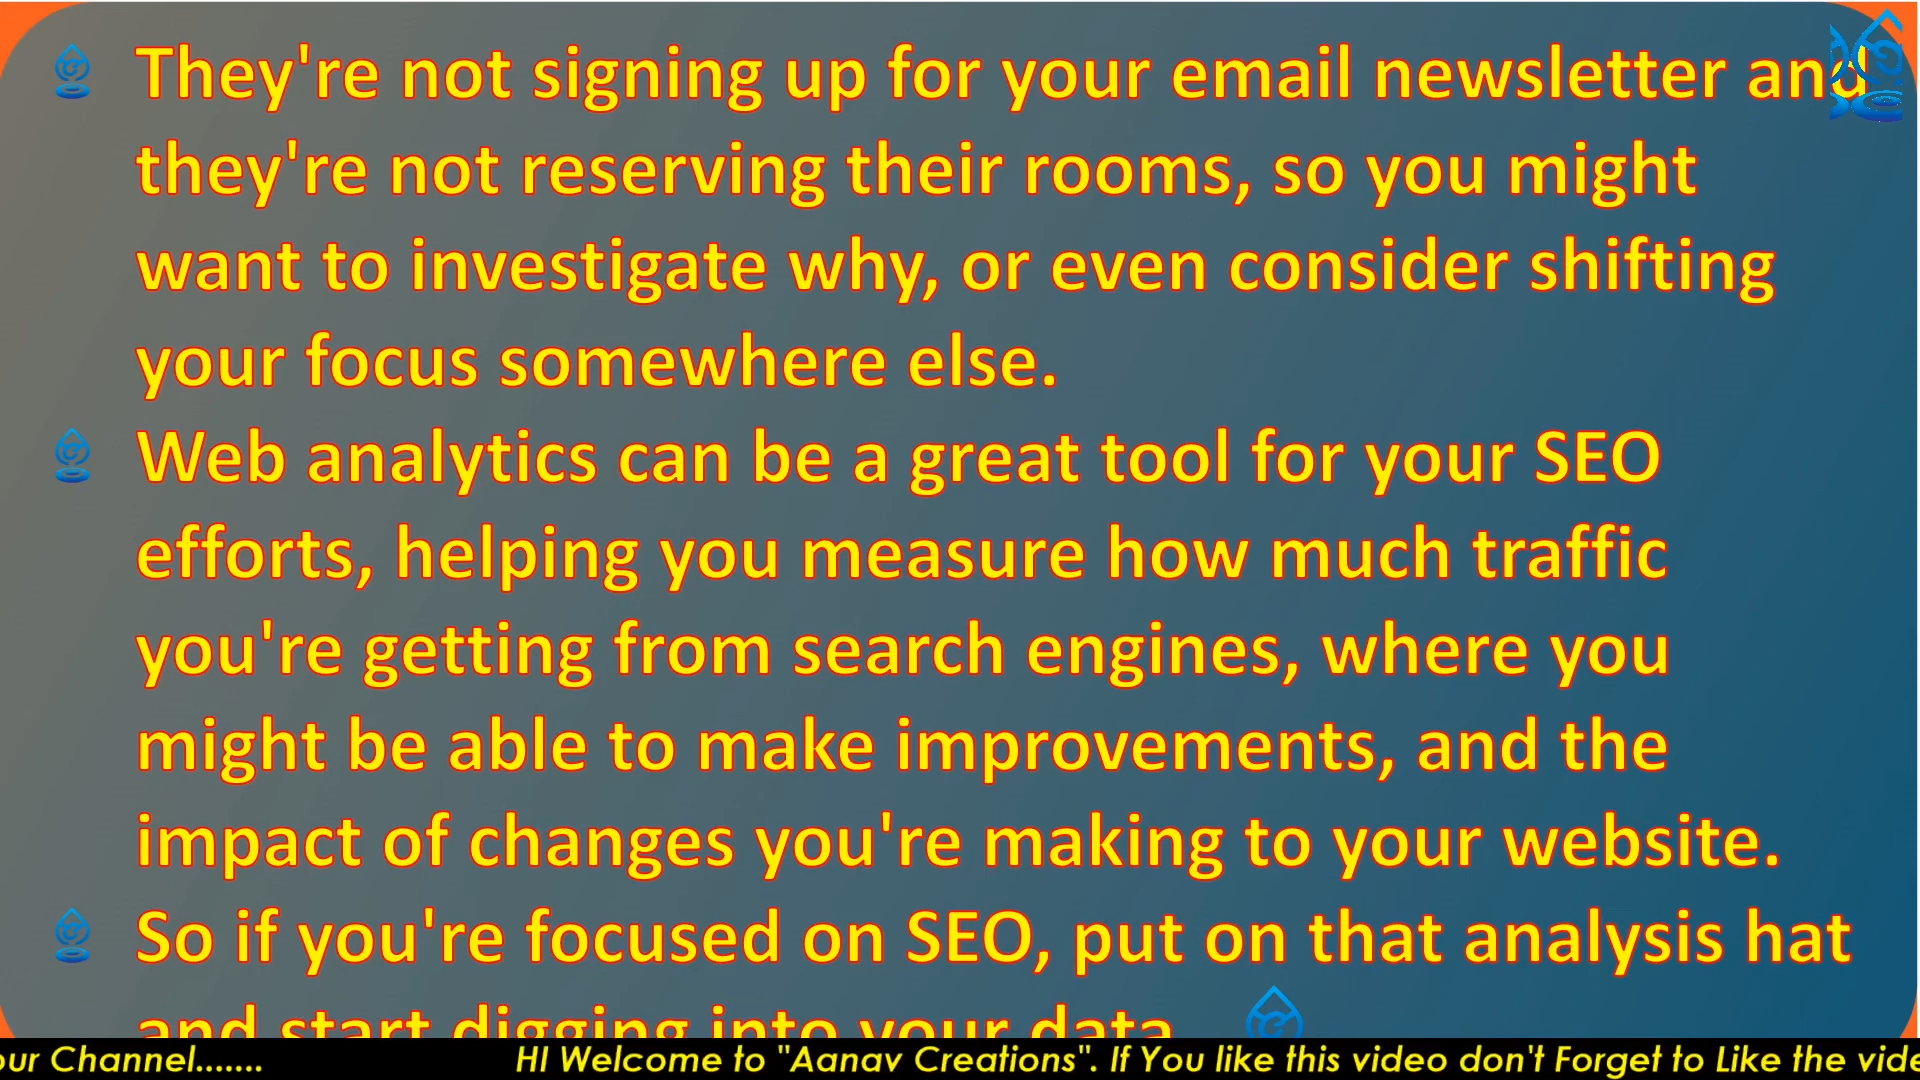 They're not signing up for your email newsletter and
they're not reserving their rooms, so you might
want to investigate why, or even consider shifting
your focus somewhere else.
Web analytics can be a great tool for your SEO
efforts, helping you measure how much traffic
you're getting from search engines, where you
might be able to make improvements, and the
impact of changes you're making to your website.
So if you're focused on SEO, put on that analysis hat
and start digging into your data
our Channel....... HI Welcome to "Aanav Creations". If You like this video don't Forget to Like the vide